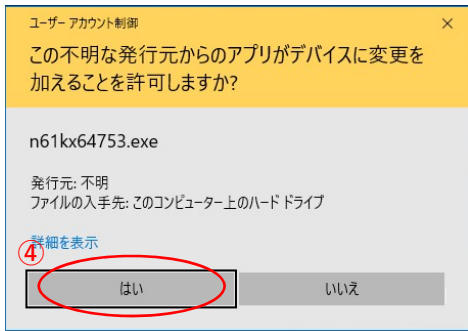 ユーザー アカウント制御
×
この不明な発行元からのアプリがデバイスに変更を
加えることを許可しますか?
n61kx64753.exe
発行元: 不明
ファイルの入手先: このコンピューター上のハード ドライブ
詳細を表示
④
はい
いいえ